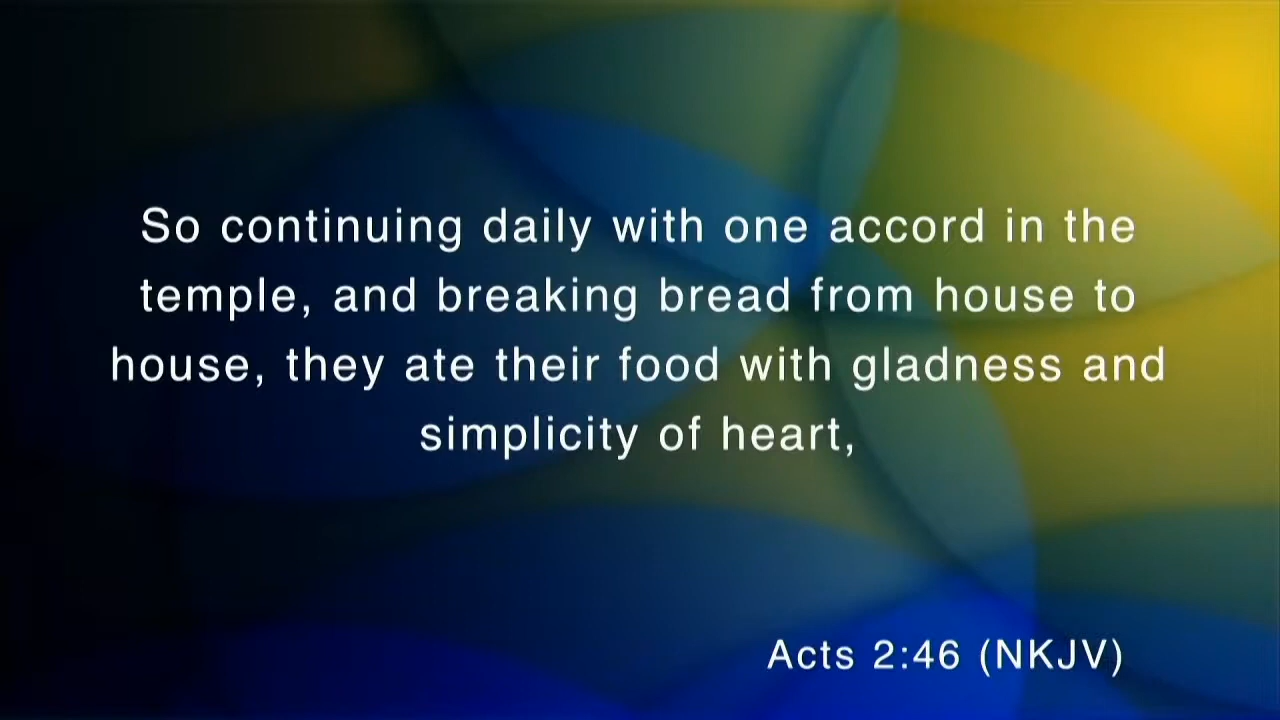 So continuing daily with one accord in the
temple, and breaking bread from house to
house, they ate their food with gladness and
simplicity of heart,
Acts 2:46 (NKJV)